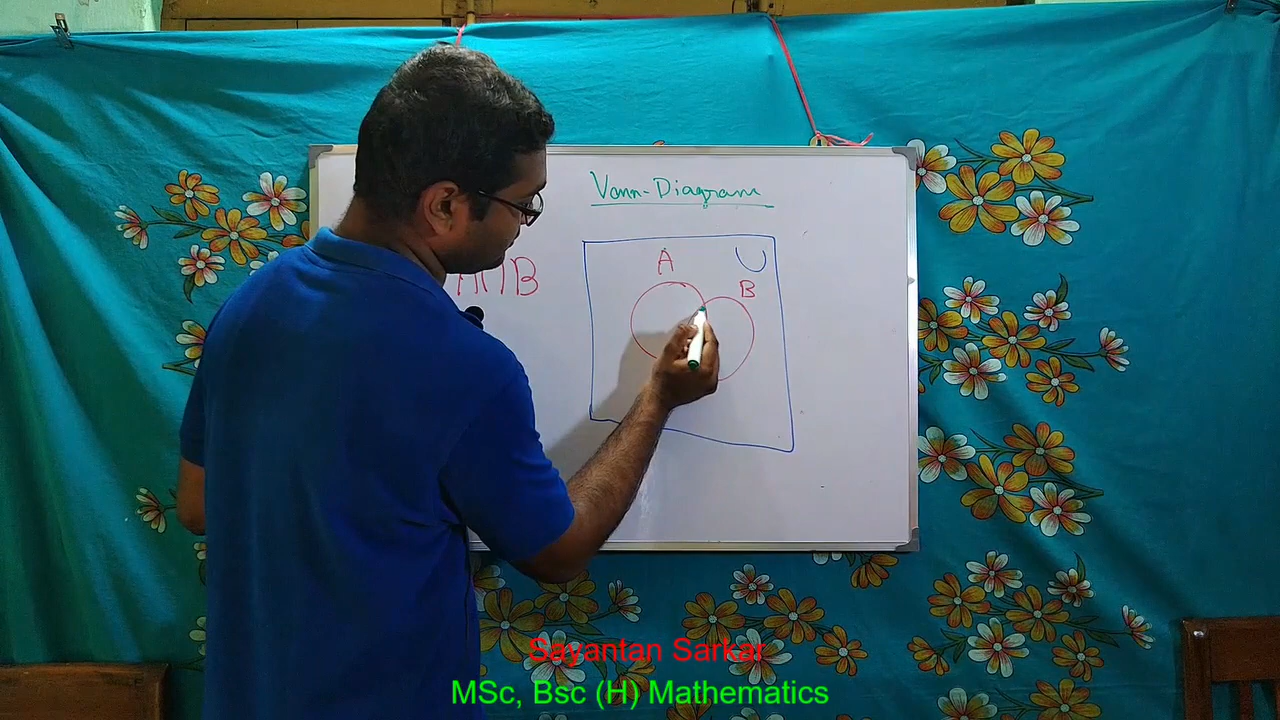 Venn-Diagram
A
U
A∩B
B
Sayantan Sarkar
MSc, Bsc (H) Mathematics